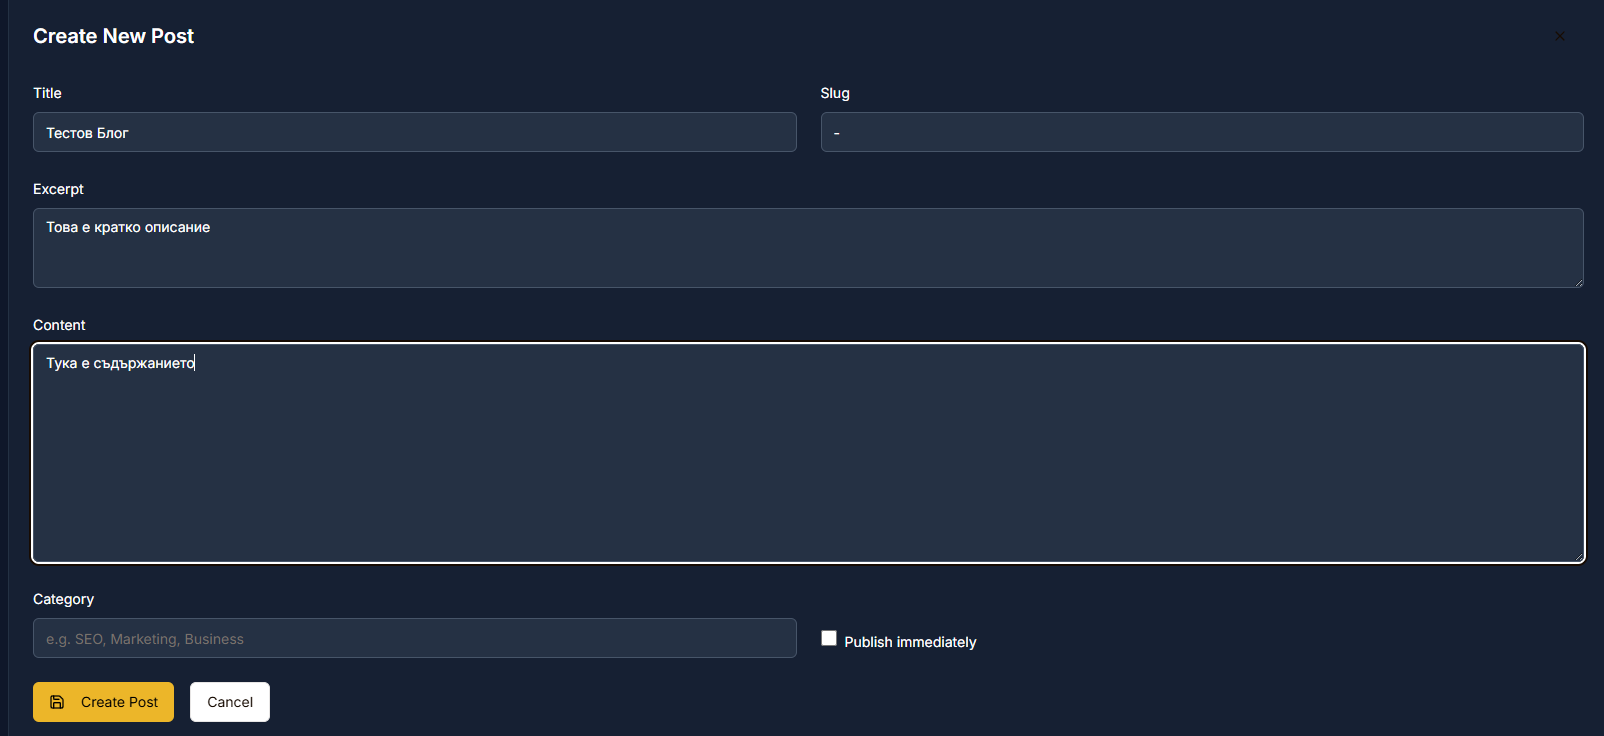 Create New Post
×
Title
Slug
Тестов Блог
-
Excerpt
Това е кратко описание
Content
Тука е съдържанието
Category
e.g. SEO, Marketing, Business
Publish immediately
Create Post
Cancel